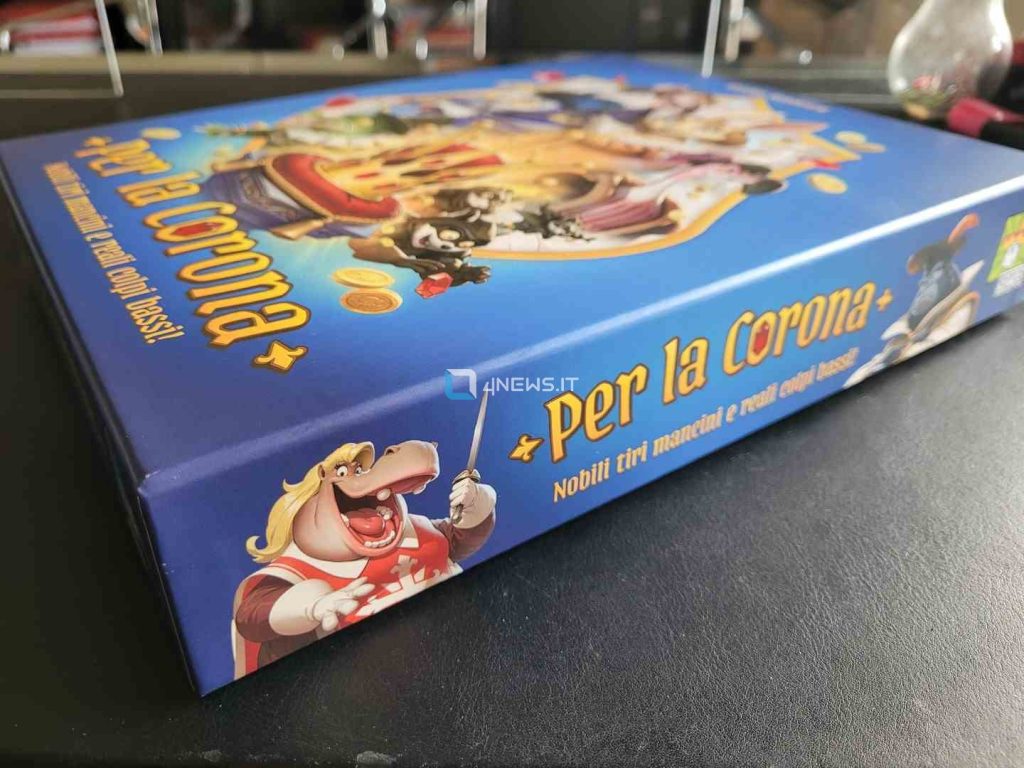 Per la Corona
Nobili tiri mancini e reali colpi bassi!
4NEWS.IT
Per la Corona
Nobili tiri mancini e reali colpi bassi!